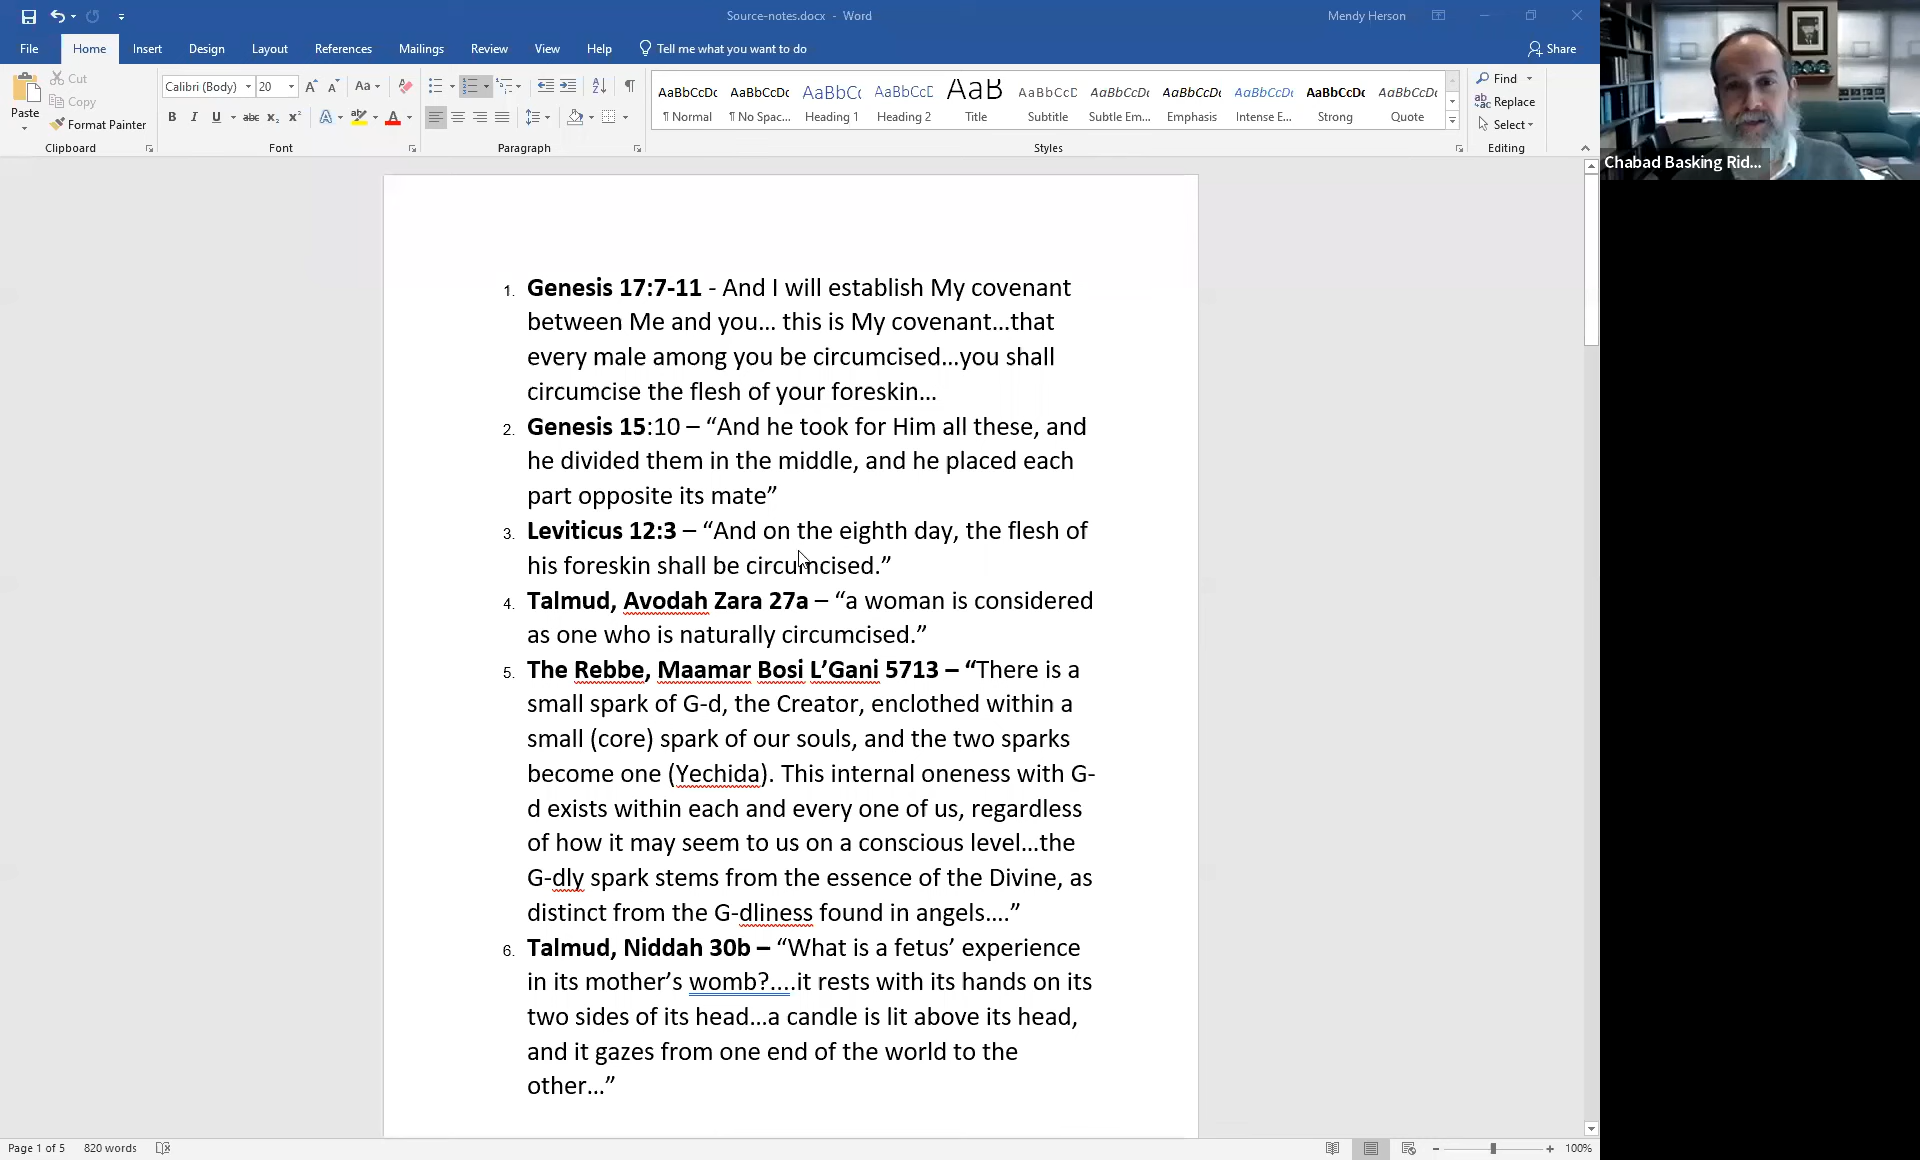 Source-notes.docx - Word
Mendy Herson
File Home Insert Design Layout References Mailings Review View Help Tell me what you want to do Share
Paste
Cut
Copy
Format Painter
Clipboard
Calibri (Body) 20
Font
Paragraph
AaBbCcDc AaBbCcDc AaBbCc AaBbCcD AaB AaBbCcD AaBbCcDc AaBbCcDc AaBbCcDc AaBbCcDc AaBbCcDc
¶ Normal ¶ No Spac... Heading 1 Heading 2 Title Subtitle Subtle Em... Emphasis Intense E... Strong Quote
Styles
Find
Replace
Select
Editing
Chabad Basking Rid...
1. Genesis 17:7-11 - And I will establish My covenant
between Me and you... this is My covenant...that
every male among you be circumcised...you shall
circumcise the flesh of your foreskin...
2. Genesis 15:10 – “And he took for Him all these, and
he divided them in the middle, and he placed each
part opposite its mate”
3. Leviticus 12:3 – “And on the eighth day, the flesh of
his foreskin shall be circumcised.”
4. Talmud, Avodah Zara 27a – “a woman is considered
as one who is naturally circumcised.”
5. The Rebbe, Maamar Bosi L’Gani 5713 – “There is a
small spark of G-d, the Creator, enclothed within a
small (core) spark of our souls, and the two sparks
become one (Yechida). This internal oneness with G-
d exists within each and every one of us, regardless
of how it may seem to us on a conscious level...the
G-dly spark stems from the essence of the Divine, as
distinct from the G-dliness found in angels....”
6. Talmud, Niddah 30b – “What is a fetus’ experience
in its mother’s womb?....it rests with its hands on its
two sides of its head...a candle is lit above its head,
and it gazes from one end of the world to the
other...”
Page 1 of 5 820 words
100%